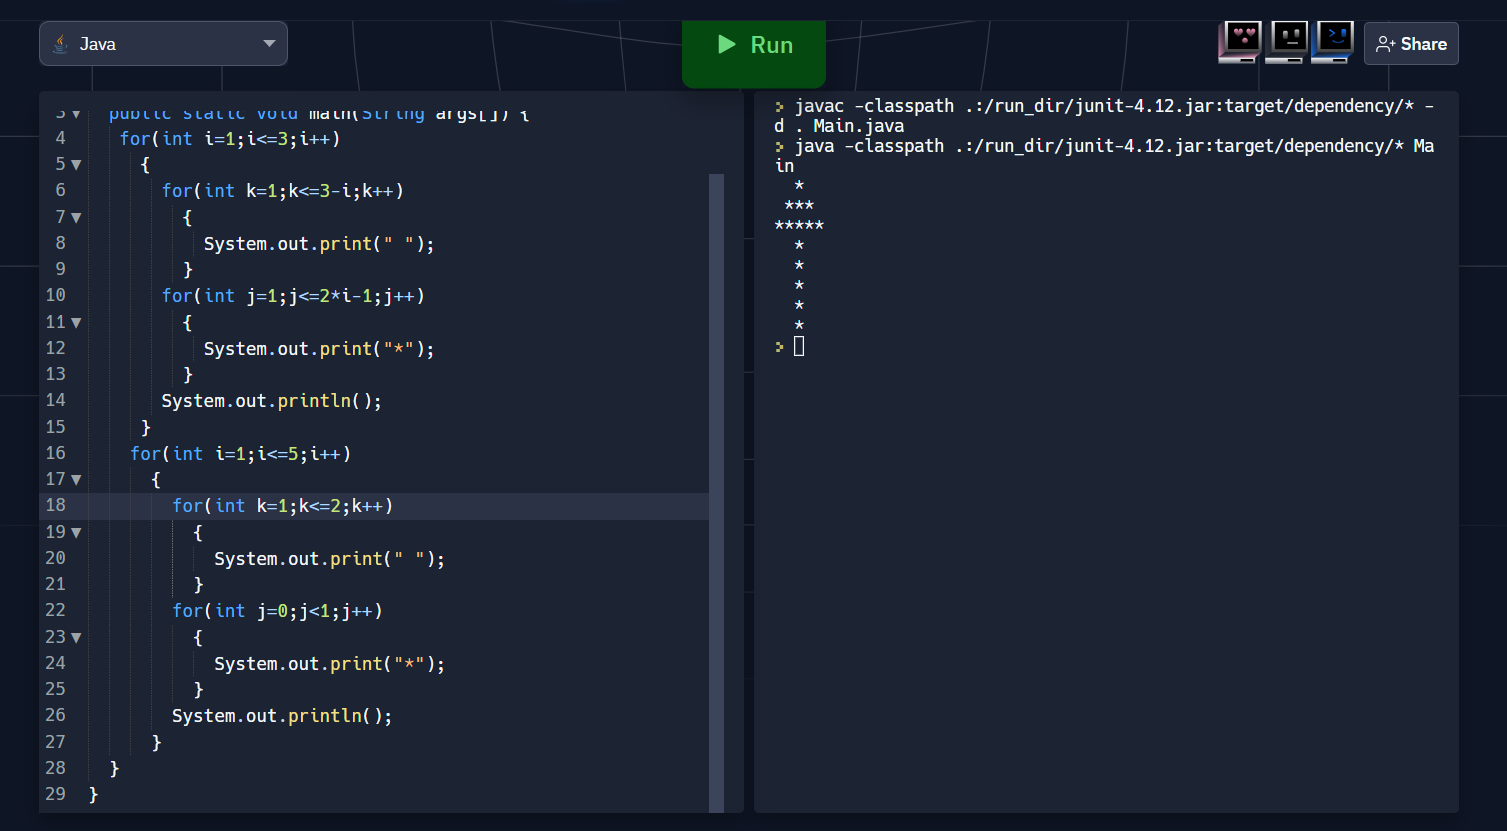 Java
Run
Share
3 public static void main(String args[]) {
4 for(int i=1;i<=3;i++)
5 {
6 for(int k=1;k<=3-i;k++)
7 {
8 System.out.print(" ");
9 }
10 for(int j=1;j<=2*i-1;j++)
11 {
12 System.out.print("*");
13 }
14 System.out.println();
15 }
16 for(int i=1;i<=5;i++)
17 {
18 for(int k=1;k<=2;k++)
19 {
20 System.out.print(" ");
21 }
22 for(int j=0;j<1;j++)
23 {
24 System.out.print("*");
25 }
26 System.out.println();
27 }
28 }
29 }
> javac -classpath .:/run_dir/junit-4.12.jar:target/dependency/* -
d . Main.java
> java -classpath .:/run_dir/junit-4.12.jar:target/dependency/* Ma
in
  *
 ***
*****
  *
  *
  *
  *
  *
>